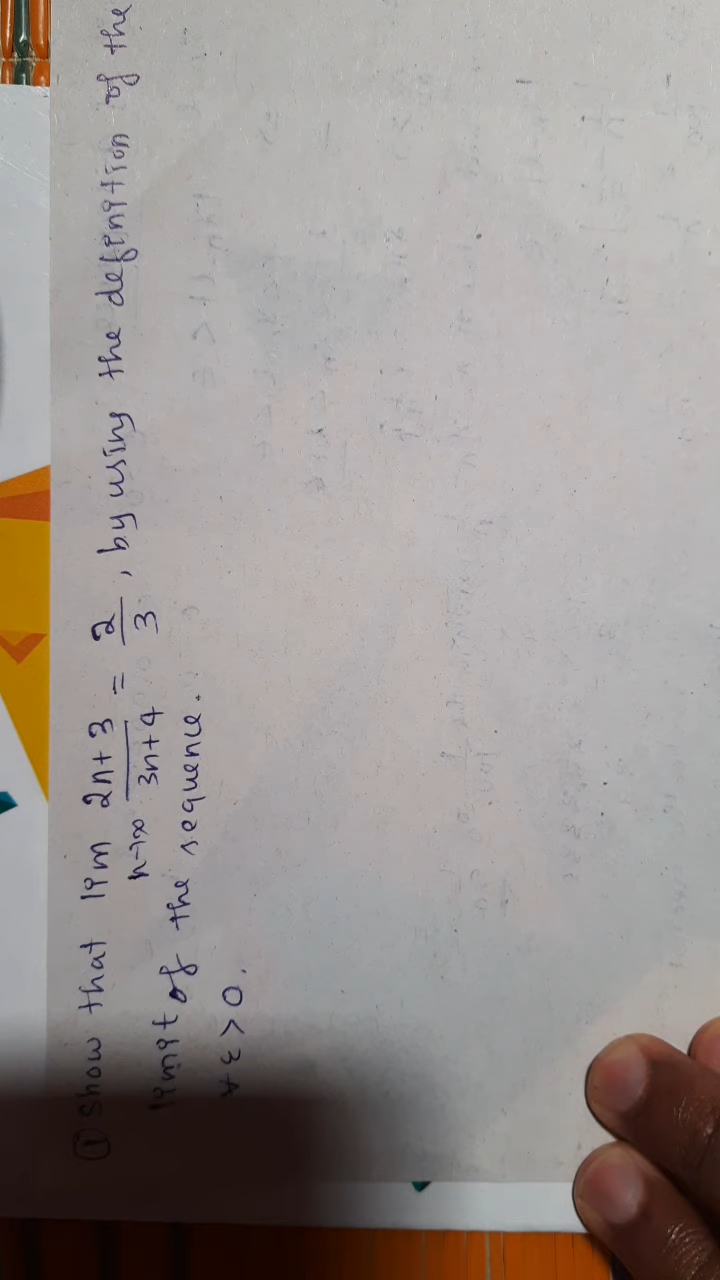 ① show that lim n→∞ 2n+3/3n+4 = 2/3, by using the definition of the
limit of the sequence.
∀ε>0.